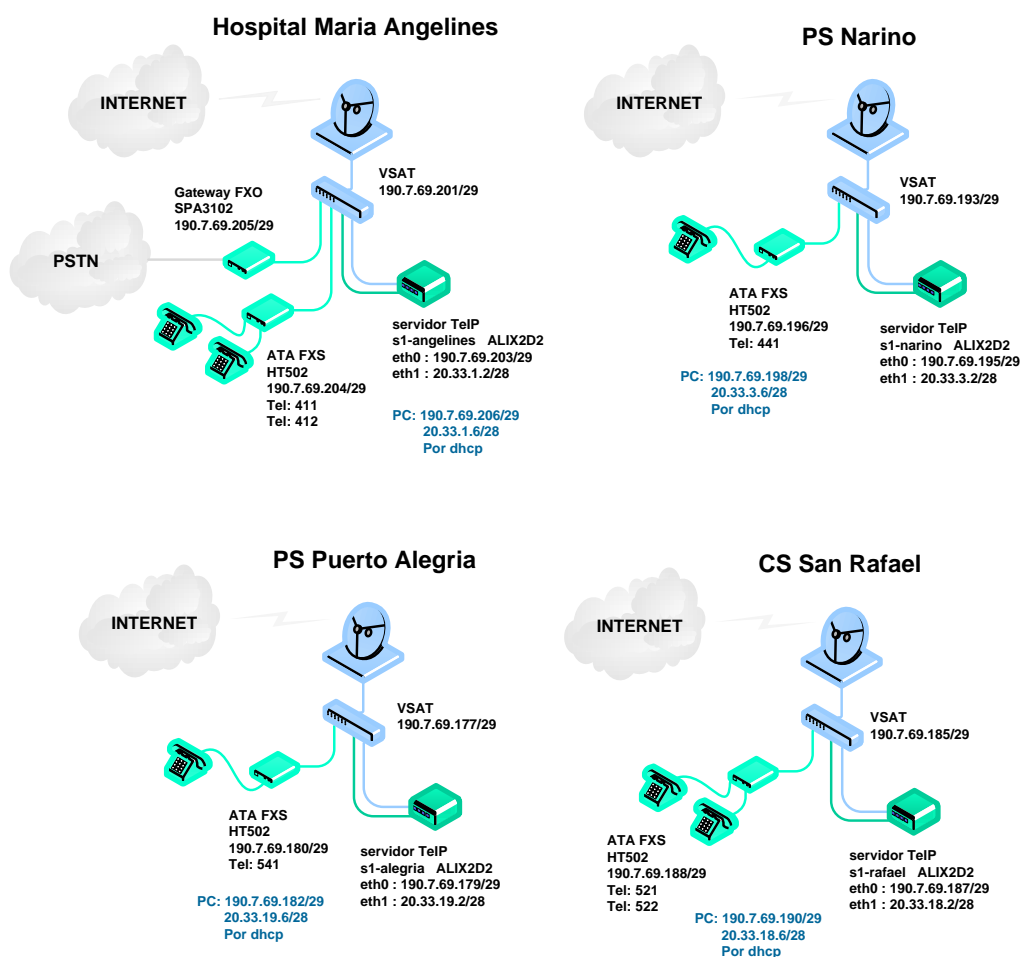 Hospital Maria Angelines
INTERNET
VSAT
190.7.69.201/29
Gateway FXO
SPA3102
190.7.69.205/29
PSTN
ATA FXS
HT502
190.7.69.204/29
Tel: 411
Tel: 412
servidor TeIP
s1-angelines ALIX2D2
eth0 : 190.7.69.203/29
eth1 : 20.33.1.2/28
PC: 190.7.69.206/29
20.33.1.6/28
Por dhcp
PS Narino
INTERNET
VSAT
190.7.69.193/29
ATA FXS
HT502
190.7.69.196/29
Tel: 441
servidor TeIP
s1-narino ALIX2D2
eth0 : 190.7.69.195/29
eth1 : 20.33.3.2/28
PC: 190.7.69.198/29
20.33.3.6/28
Por dhcp
PS Puerto Alegria
INTERNET
VSAT
190.7.69.177/29
ATA FXS
HT502
190.7.69.180/29
Tel: 541
servidor TeIP
s1-alegria ALIX2D2
eth0 : 190.7.69.179/29
eth1 : 20.33.19.2/28
PC: 190.7.69.182/29
20.33.19.6/28
Por dhcp
CS San Rafael
INTERNET
VSAT
190.7.69.185/29
ATA FXS
HT502
190.7.69.188/29
Tel: 521
Tel: 522
servidor TeIP
s1-rafael ALIX2D2
eth0 : 190.7.69.187/29
eth1 : 20.33.18.2/28
PC: 190.7.69.190/29
20.33.18.6/28
Por dhcp